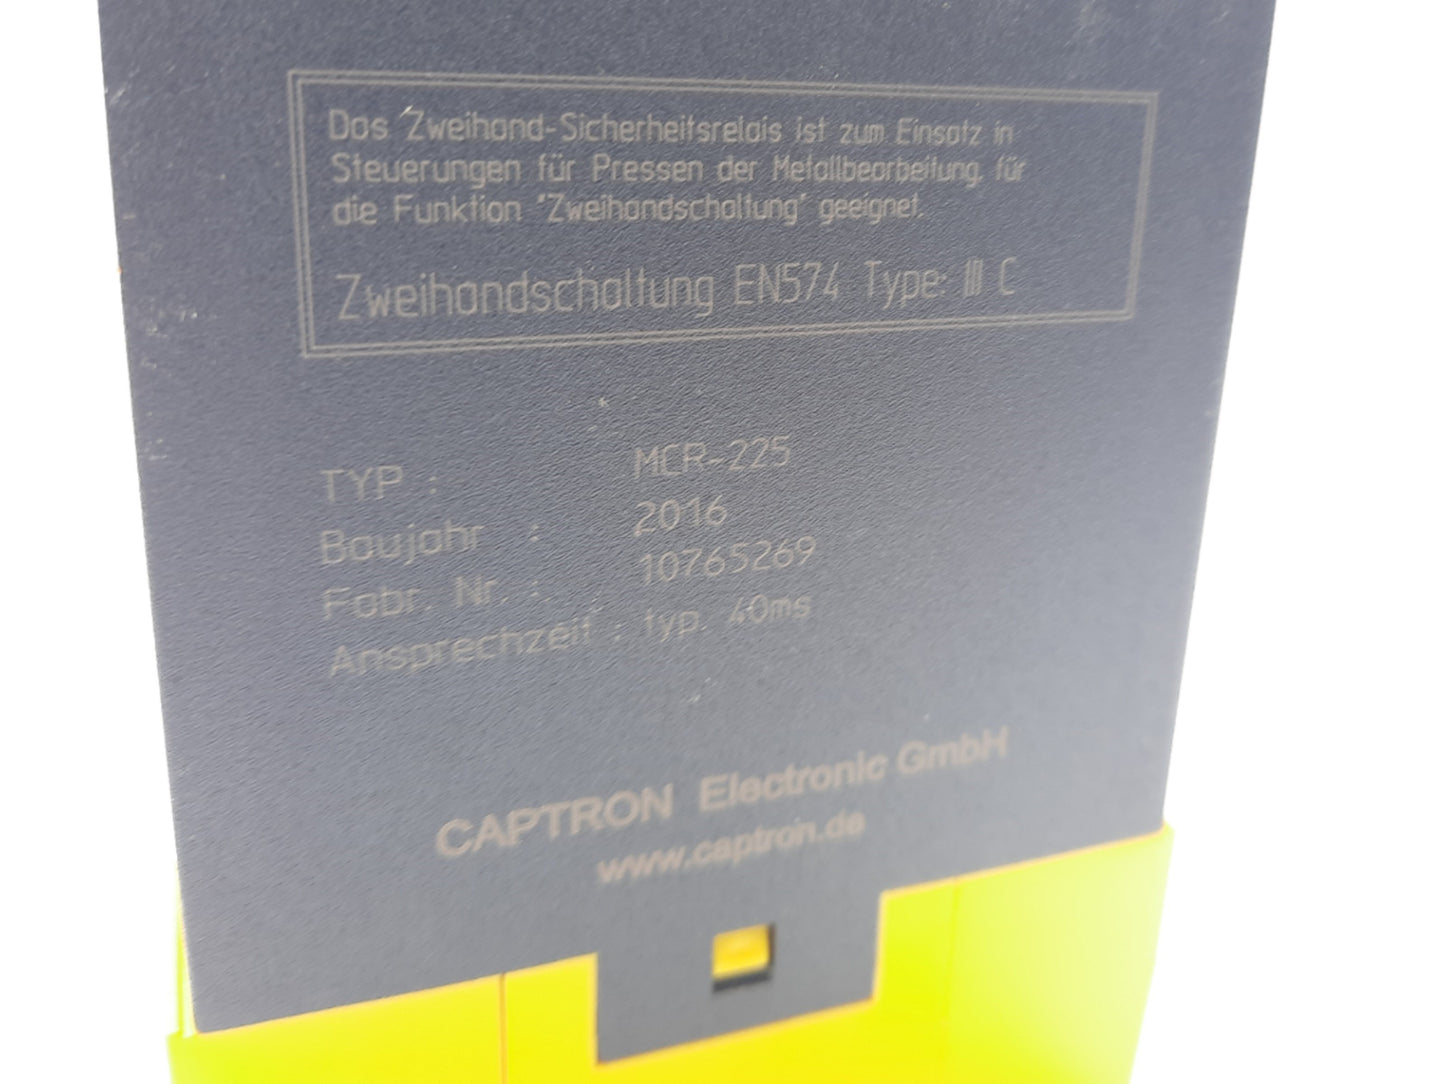 Das Zweihand-Sicherheitsrelais ist zum Einsatz in
Steuerungen für Pressen der Metallbearbeitung, für
die Funktion "Zweihandschaltung" geeignet.
Zweihandschaltung EN574 Type: III C
TYP : MCR-225
Baujahr : 2016
Fabr. Nr. : 10765269
Ansprechzeit : typ. 40ms
CAPTRON Electronic GmbH
www.captron.de